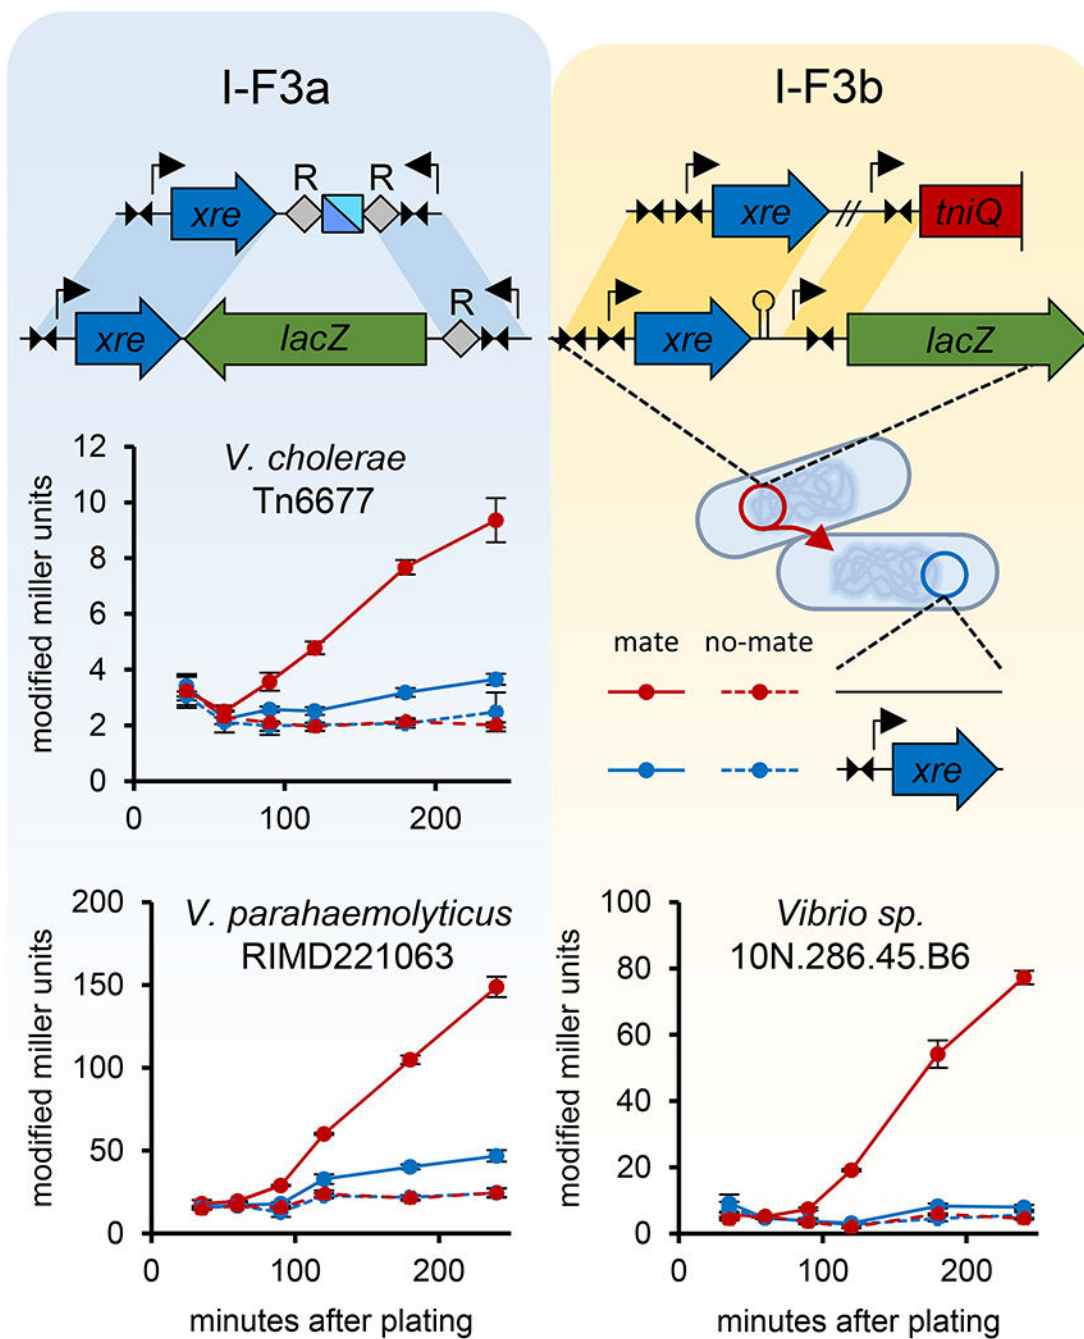 I-F3a
R R
xre
R
xre lacZ
V. cholerae
Tn6677
modified miller units
12
10
8
6
4
2
0
0 100 200
V. parahaemolyticus
RIMD221063
modified miller units
200
150
100
50
0
0 100 200
minutes after plating
I-F3b
xre // tniQ
xre lacZ
mate no-mate
xre
Vibrio sp.
10N.286.45.B6
modified miller units
100
80
60
40
20
0
0 100 200
minutes after plating